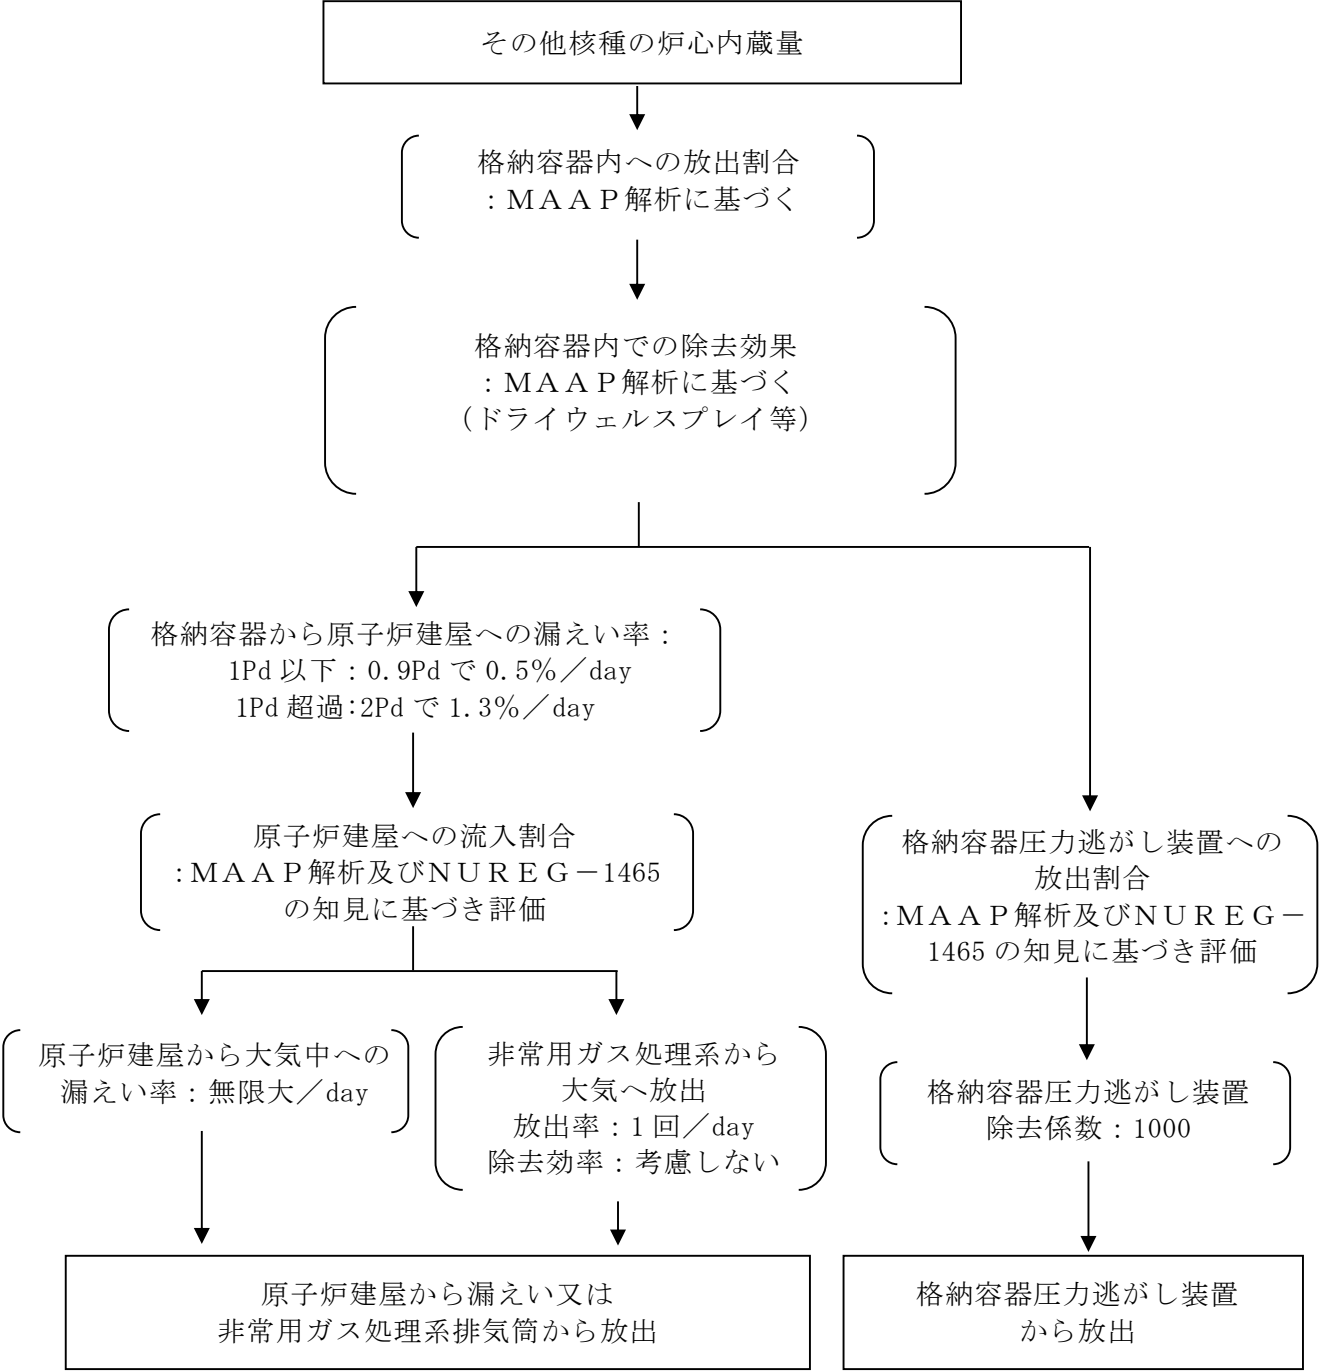 その他核種の炉心内蔵量
格納容器内への放出割合
：ＭＡＡＰ解析に基づく
格納容器内での除去効果
：ＭＡＡＰ解析に基づく
（ドライウェルスプレイ等）
格納容器から原子炉建屋への漏えい率：
1Pd 以下：0.9Pd で 0.5％／day
1Pd 超過：2Pd で 1.3％／day
原子炉建屋への流入割合
：ＭＡＡＰ解析及びＮＵＲＥＧ－1465
の知見に基づき評価
原子炉建屋から大気中への
漏えい率：無限大／day
非常用ガス処理系から
大気へ放出
放出率：1 回／day
除去効率：考慮しない
原子炉建屋から漏えい又は
非常用ガス処理系排気筒から放出
格納容器圧力逃がし装置への
放出割合
：ＭＡＡＰ解析及びＮＵＲＥＧ－
1465 の知見に基づき評価
格納容器圧力逃がし装置
除去係数：1000
格納容器圧力逃がし装置
から放出